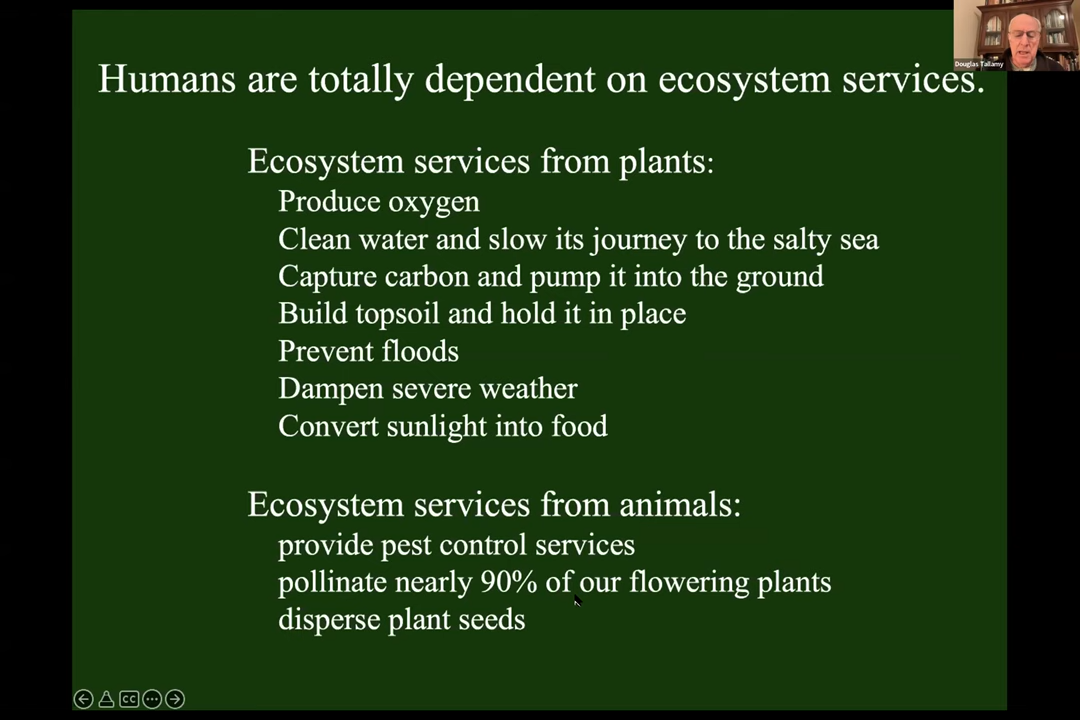 Humans are totally dependent on ecosystem services.
Douglas Tallamy
Ecosystem services from plants:
Produce oxygen
Clean water and slow its journey to the salty sea
Capture carbon and pump it into the ground
Build topsoil and hold it in place
Prevent floods
Dampen severe weather
Convert sunlight into food
Ecosystem services from animals:
provide pest control services
pollinate nearly 90% of our flowering plants
disperse plant seeds
CC